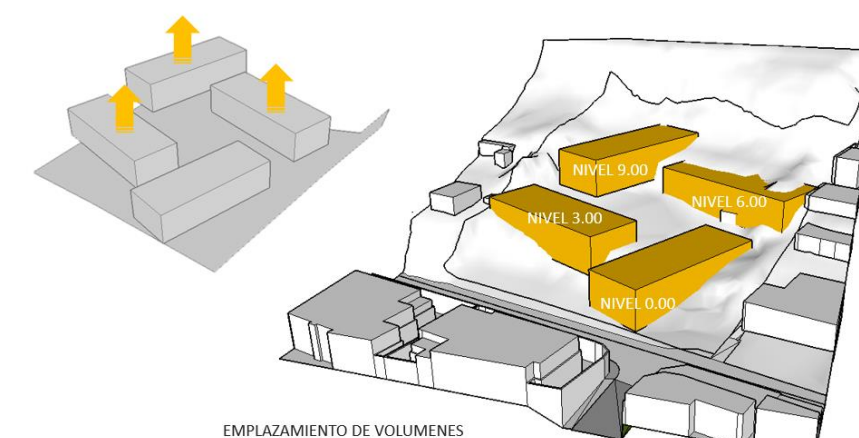 NIVEL 9.00
NIVEL 6.00
NIVEL 3.00
NIVEL 0.00
EMPLAZAMIENTO DE VOLUMENES